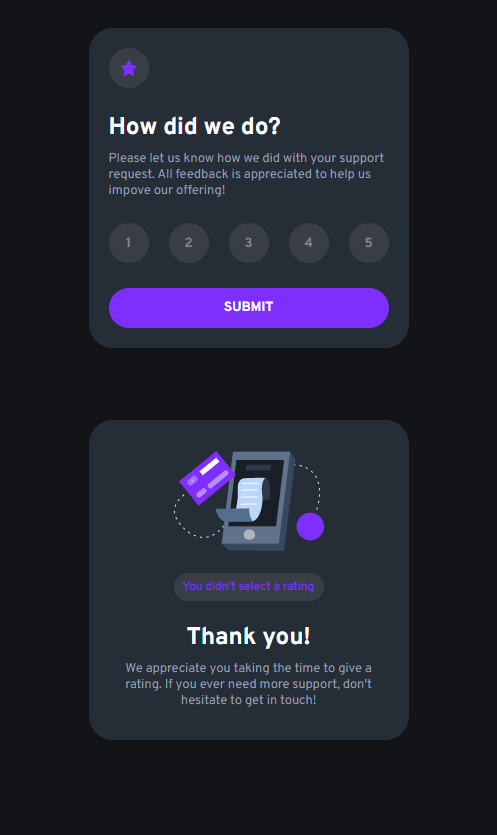 How did we do?
Please let us know how we did with your support
request. All feedback is appreciated to help us
impove our offering!
1 2 3 4 5
SUBMIT
You didn't select a rating
Thank you!
We appreciate you taking the time to give a
rating. If you ever need more support, don't
hesitate to get in touch!